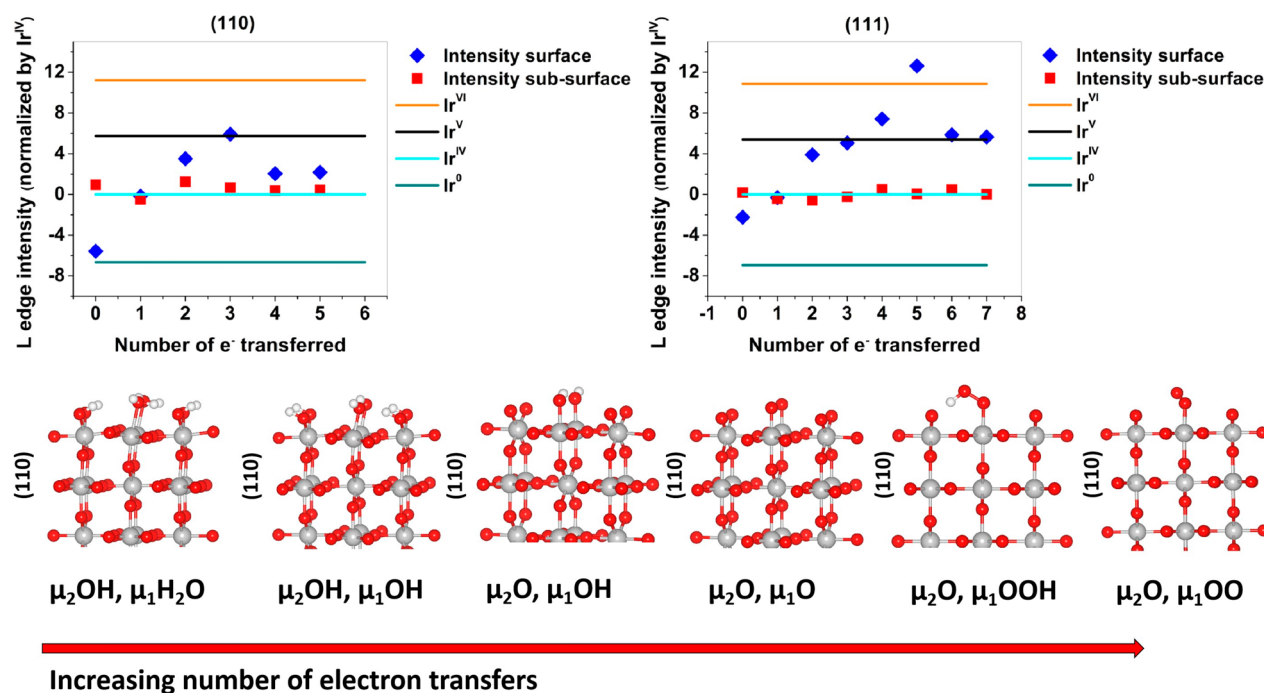 (110)
L edge intensity (normalized by Ir^IV)
12
8
4
0
-4
-8
0 1 2 3 4 5 6
Number of e⁻ transferred
Intensity surface
Intensity sub-surface
Ir^VI
Ir^V
Ir^IV
Ir^0
(111)
L edge intensity (normalized by Ir^IV)
12
8
4
0
-4
-8
-1 0 1 2 3 4 5 6 7 8
Number of e⁻ transferred
Intensity surface
Intensity sub-surface
Ir^VI
Ir^V
Ir^IV
Ir^0
(110) (110) (110) (110) (110) (110)
μ₂OH, μ₁H₂O μ₂OH, μ₁OH μ₂O, μ₁OH μ₂O, μ₁O μ₂O, μ₁OOH μ₂O, μ₁OO
Increasing number of electron transfers